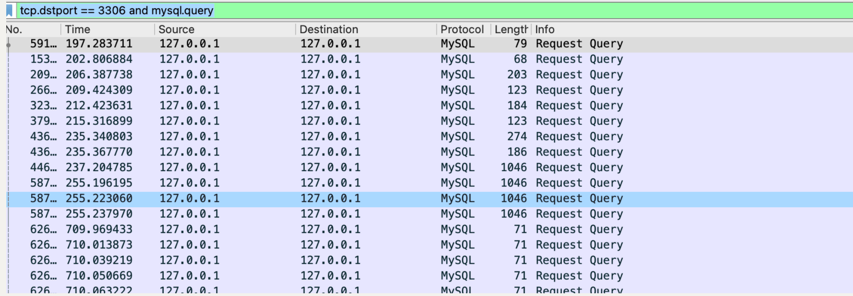 tcp.dstport == 3306 and mysql.query
No. Time Source Destination Protocol Length Info
591… 197.283711 127.0.0.1 127.0.0.1 MySQL 79 Request Query
153… 202.806884 127.0.0.1 127.0.0.1 MySQL 68 Request Query
209… 206.387738 127.0.0.1 127.0.0.1 MySQL 203 Request Query
266… 209.424309 127.0.0.1 127.0.0.1 MySQL 123 Request Query
323… 212.423631 127.0.0.1 127.0.0.1 MySQL 184 Request Query
379… 215.316899 127.0.0.1 127.0.0.1 MySQL 123 Request Query
436… 235.340803 127.0.0.1 127.0.0.1 MySQL 274 Request Query
436… 235.367770 127.0.0.1 127.0.0.1 MySQL 186 Request Query
446… 237.204785 127.0.0.1 127.0.0.1 MySQL 1046 Request Query
587… 255.196195 127.0.0.1 127.0.0.1 MySQL 1046 Request Query
587… 255.223060 127.0.0.1 127.0.0.1 MySQL 1046 Request Query
587… 255.237970 127.0.0.1 127.0.0.1 MySQL 1046 Request Query
626… 709.969433 127.0.0.1 127.0.0.1 MySQL 71 Request Query
626… 710.013873 127.0.0.1 127.0.0.1 MySQL 71 Request Query
626… 710.039219 127.0.0.1 127.0.0.1 MySQL 71 Request Query
626… 710.050669 127.0.0.1 127.0.0.1 MySQL 71 Request Query
626… 710.063222 127.0.0.1 127.0.0.1 MySQL 71 Request Query